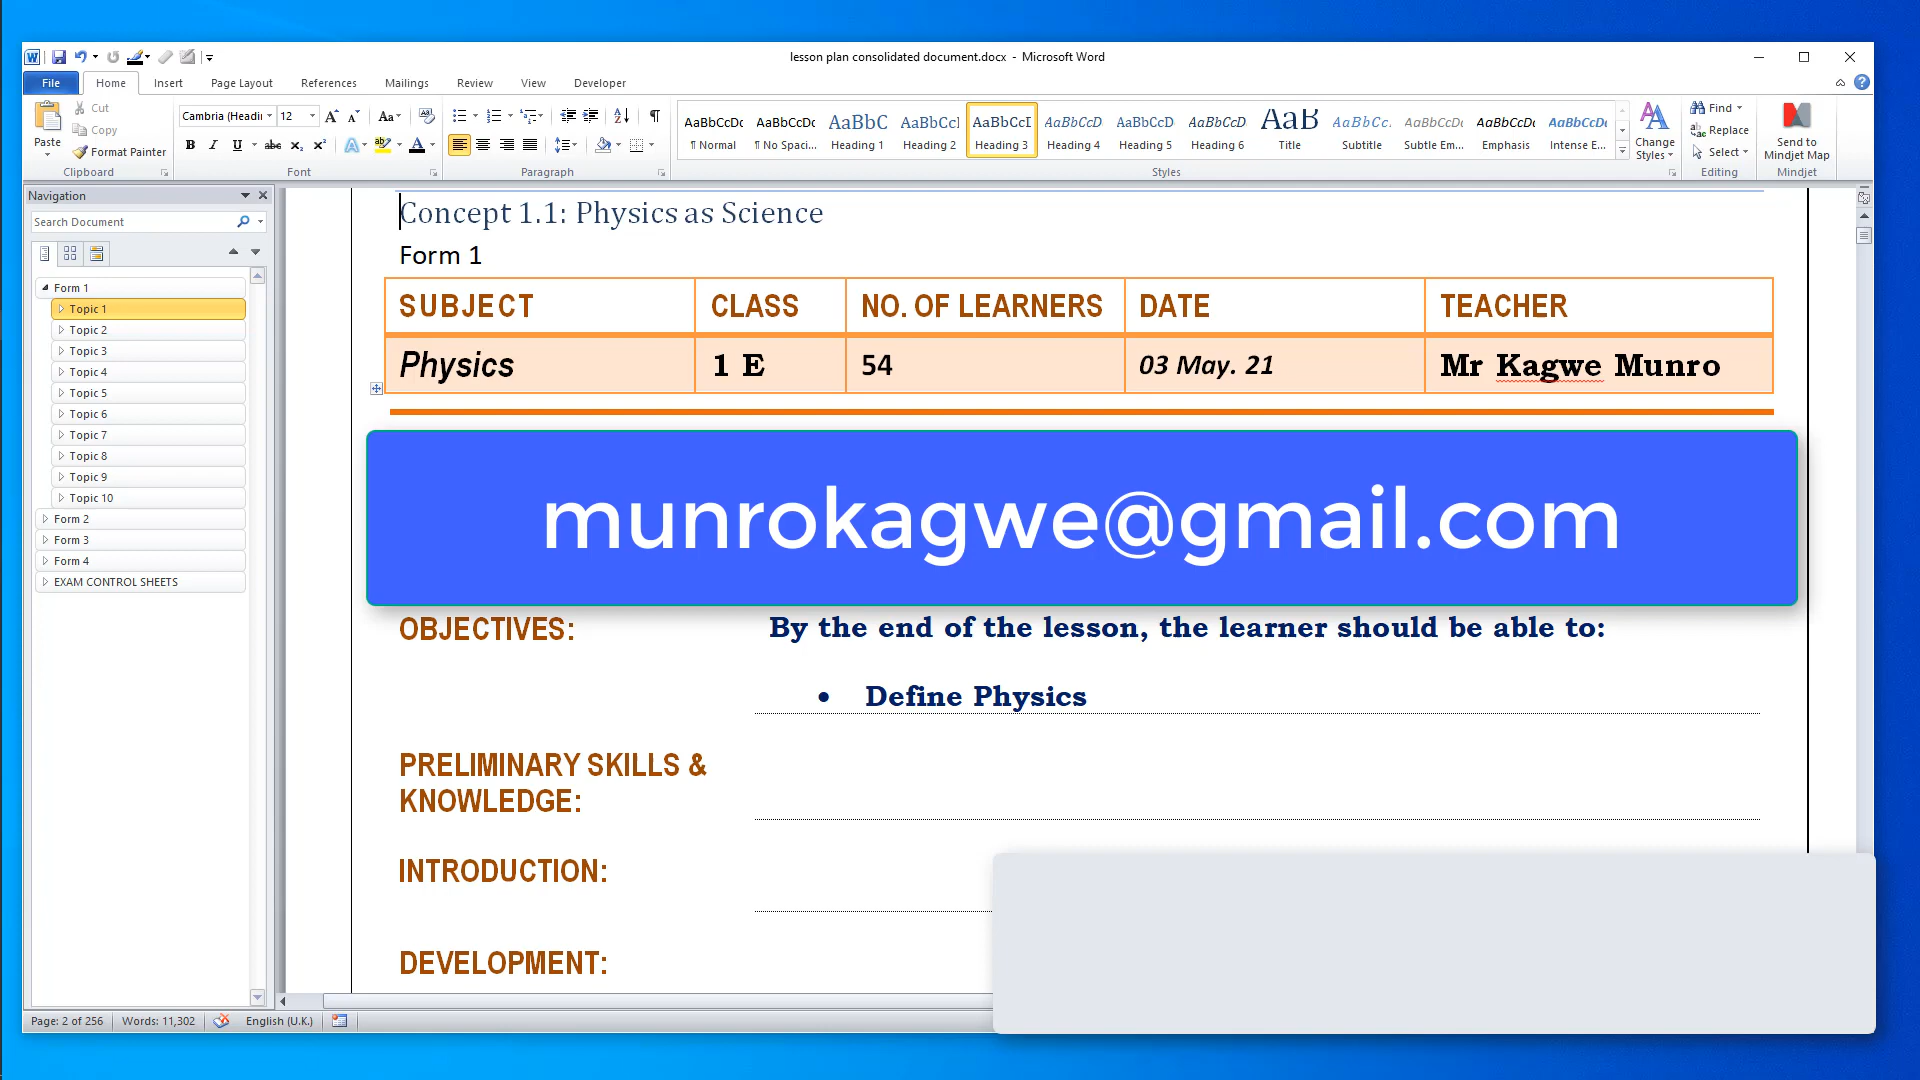 lesson plan consolidated document.docx - Microsoft Word
File Home Insert Page Layout References Mailings Review View Developer
Paste
Cut
Copy
Format Painter
Clipboard
Cambria (Headi 12
Font
Paragraph
AaBbCcDc AaBbCcDc AaBbC AaBbCcI AaBbCcI AaBbCcD AaBbCcD AaBbCcD AaB AaBbCc. AaBbCcDc AaBbCcDc AaBbCcDc
¶ Normal ¶ No Spaci... Heading 1 Heading 2 Heading 3 Heading 4 Heading 5 Heading 6 Title Subtitle Subtle Em... Emphasis Intense E...
Styles
Change Styles
Find
Replace
Select
Editing
Send to Mindjet Map
Mindjet
Navigation
Search Document
Form 1
Topic 1
Topic 2
Topic 3
Topic 4
Topic 5
Topic 6
Topic 7
Topic 8
Topic 9
Topic 10
Form 2
Form 3
Form 4
EXAM CONTROL SHEETS
Concept 1.1: Physics as Science
Form 1
SUBJECT CLASS NO. OF LEARNERS DATE TEACHER
Physics 1 E 54 03 May. 21 Mr Kagwe Munro
munrokagwe@gmail.com
OBJECTIVES: By the end of the lesson, the learner should be able to:
• Define Physics
PRELIMINARY SKILLS &
KNOWLEDGE:
INTRODUCTION:
DEVELOPMENT:
Page: 2 of 256 Words: 11,302 English (U.K.)